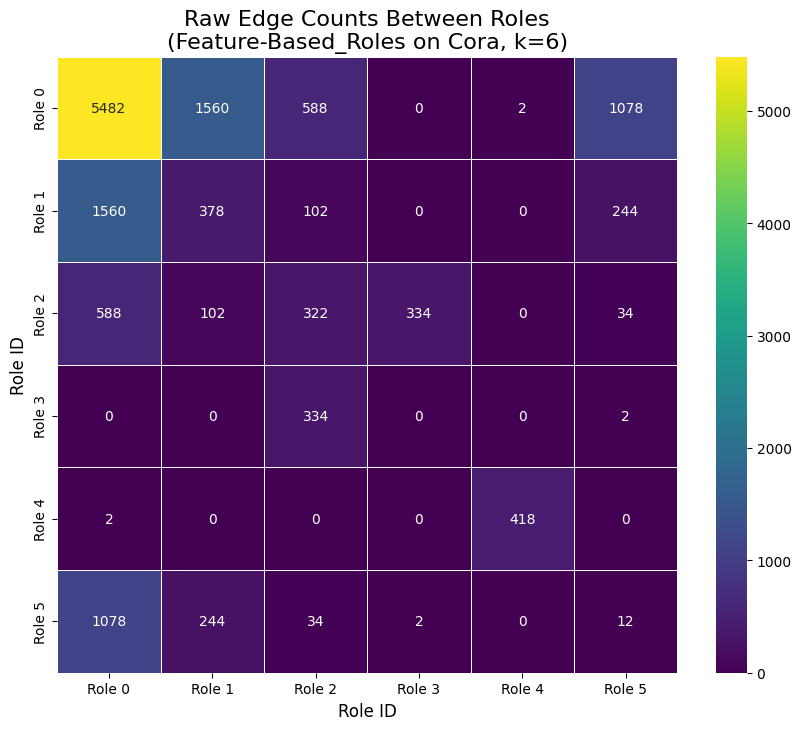 Raw Edge Counts Between Roles
(Feature-Based_Roles on Cora, k=6)
Role 0 5482 1560 588 0 2 1078
Role 1 1560 378 102 0 0 244
Role 2 588 102 322 334 0 34
Role 3 0 0 334 0 0 2
Role 4 2 0 0 0 418 0
Role 5 1078 244 34 2 0 12
Role 0 Role 1 Role 2 Role 3 Role 4 Role 5
Role ID
Role ID
5000
4000
3000
2000
1000
0